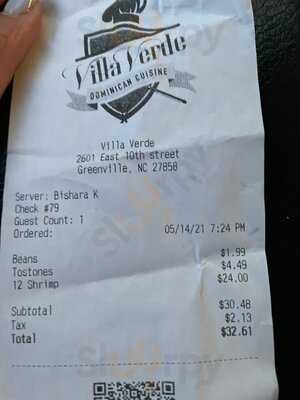 Villa Verde
DOMINICAN CUISINE
Villa Verde
2601 East 10th street
Greenville, NC 27858
Server: Bishara K
Check #79
Guest Count: 1
Ordered: 05/14/21 7:24 PM
Beans $1.99
Tostones $4.49
12 Shrimp $24.00
Subtotal $30.48
Tax $2.13
Total $32.61